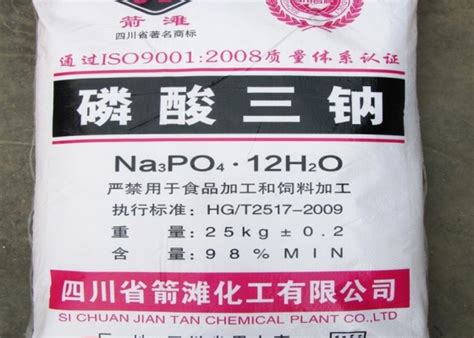 箭滩
四川省著名商标
通过ISO9001:2008质量体系认证
磷酸三钠
Na₃PO₄·12H₂O
严禁用于食品加工和饲料加工
执行标准: HG/T2517-2009
重 量: 25kg±0.2
含 量: 98%MIN
四川省箭滩化工有限公司
SI CHUAN JIAN TAN CHEMICAL PLANT CO.,LTD